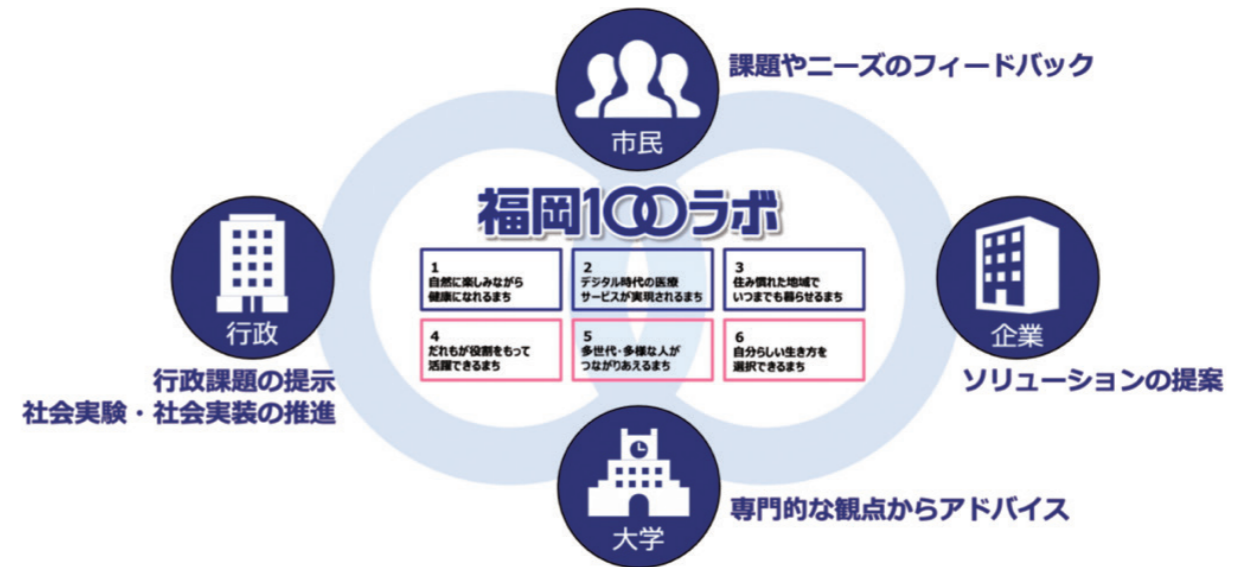 課題やニーズのフィードバック
市民
福岡100ラボ
1
自然に楽しみながら
健康になれるまち
2
デジタル時代の医療
サービスが実現されるまち
3
住み慣れた地域で
いつまでも暮らせるまち
4
だれもが役割をもって
活躍できるまち
5
多世代・多様な人が
つながりあえるまち
6
自分らしい生き方を
選択できるまち
行政
行政課題の提示
社会実験・社会実装の推進
企業
ソリューションの提案
大学
専門的な観点からアドバイス